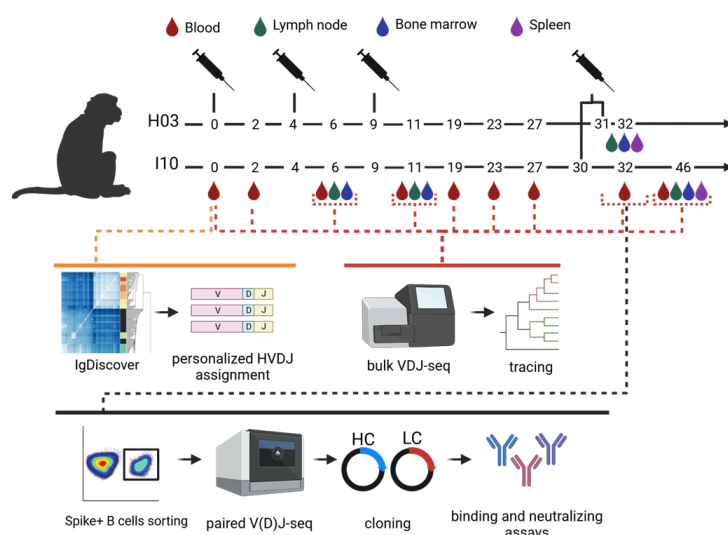 Blood Lymph node Bone marrow Spleen
H03 0 2 4 6 9 11 19 23 27 31 32
I10 0 2 4 6 9 11 19 23 27 30 32 46
V D J
V D J
V D J
IgDiscover
personalized HVDJ
assignment
bulk VDJ-seq
tracing
HC LC
Spike+ B cells sorting
paired V(D)J-seq
cloning
binding and neutralizing
assays